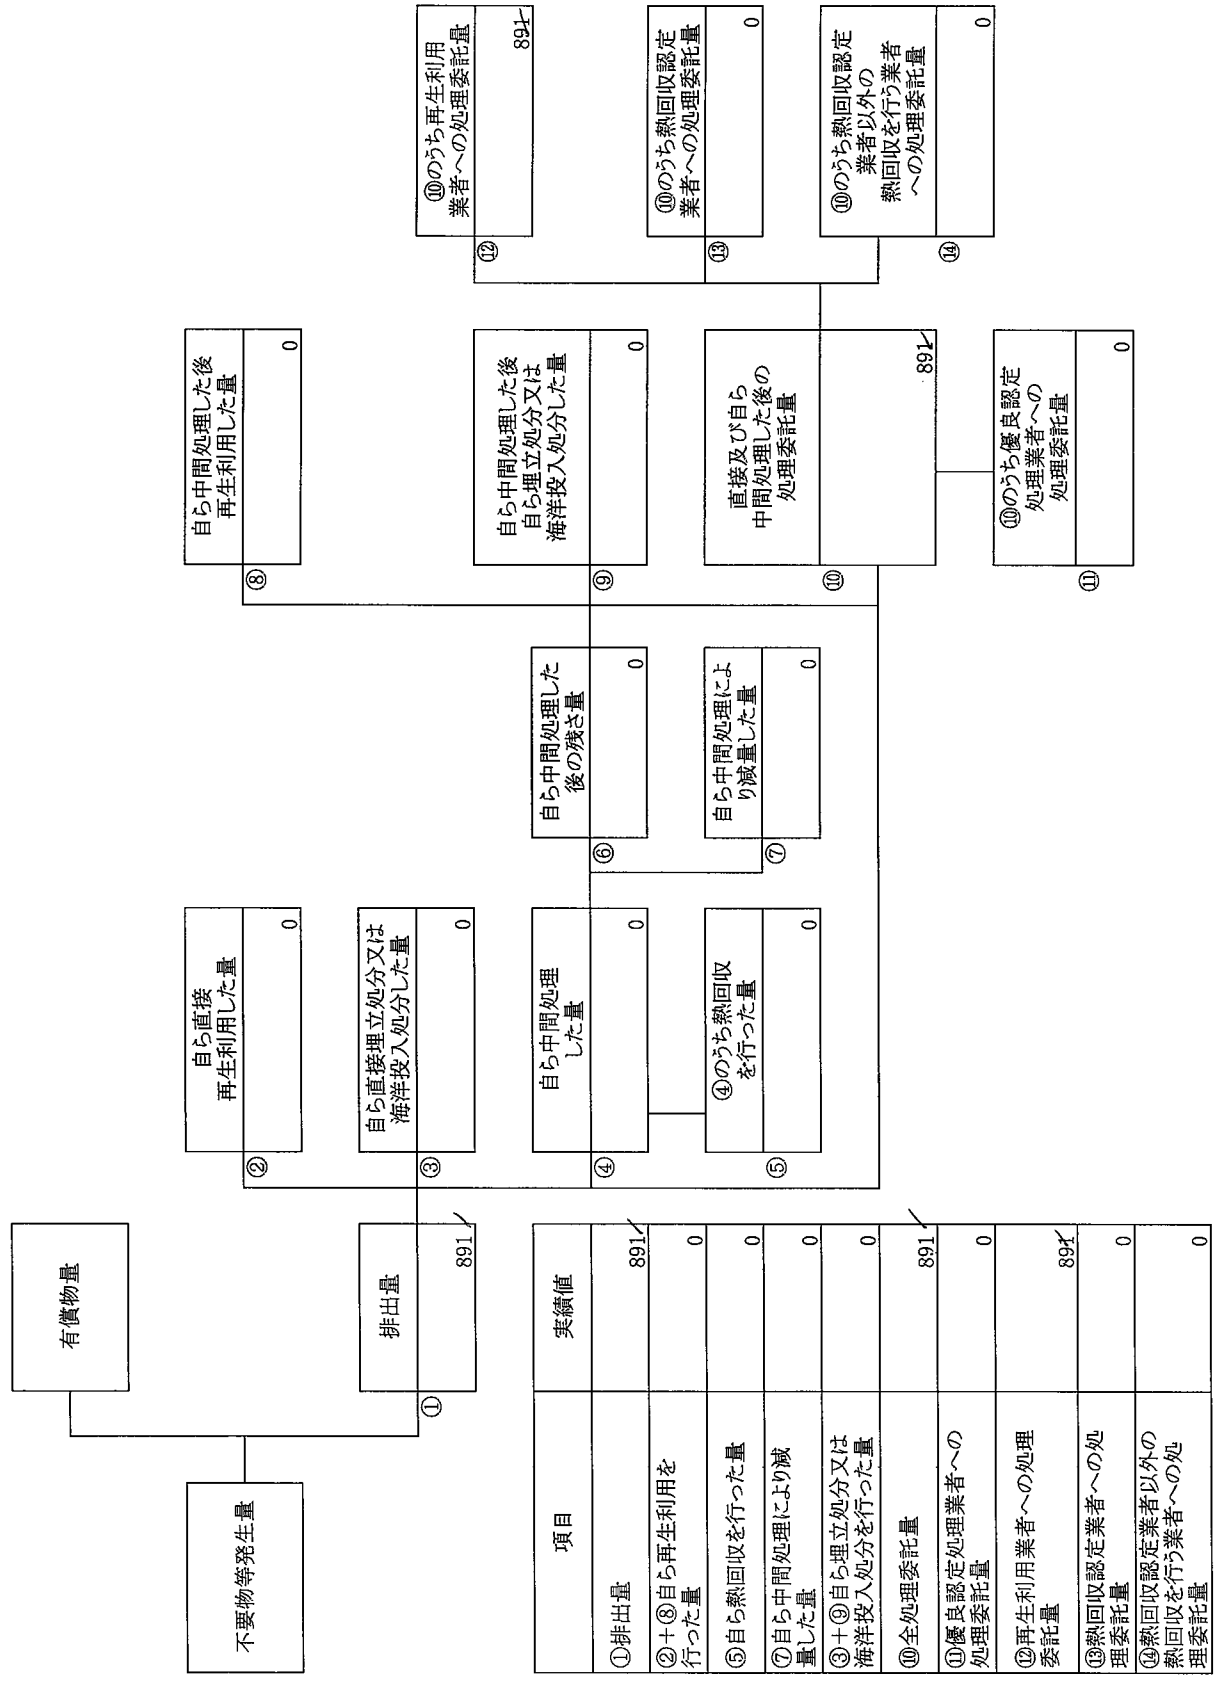 不要物等発生量
有償物量
排出量
①
891
自ら直接
再生利用した量
②
0
自ら直接埋立処分又は
海洋投入処分した量
③
0
自ら中間処理
した量
④
0
④のうち熱回収
を行った量
⑤
0
自ら中間処理した
後の残さ量
⑥
0
自ら中間処理によ
り減量した量
⑦
0
自ら中間処理した後
再生利用した量
⑧
0
自ら中間処理した後
自ら埋立処分又は
海洋投入処分した量
⑨
0
直接及び自ら
中間処理した後の
処理委託量
⑩
891
⑩のうち優良認定
処理業者への
処理委託量
⑪
0
⑩のうち再生利用
業者への処理委託量
⑫
891
⑩のうち熱回収認定
業者への処理委託量
⑬
0
⑩のうち熱回収認定
業者以外の
熱回収を行う業者
への処理委託量
⑭
0
項目 実績値
①排出量 891
②+⑧自ら再生利用を
行った量 0
⑤自ら熱回収を行った量 0
⑦自ら中間処理により減
量した量 0
③+⑨自ら埋立処分又は
海洋投入処分を行った量 0
⑩全処理委託量 891
⑪優良認定処理業者への
処理委託量 0
⑫再生利用業者への処理
委託量 891
⑬熱回収認定業者への処
理委託量 0
⑭熱回収認定業者以外の
熱回収を行う業者への処
理委託量 0